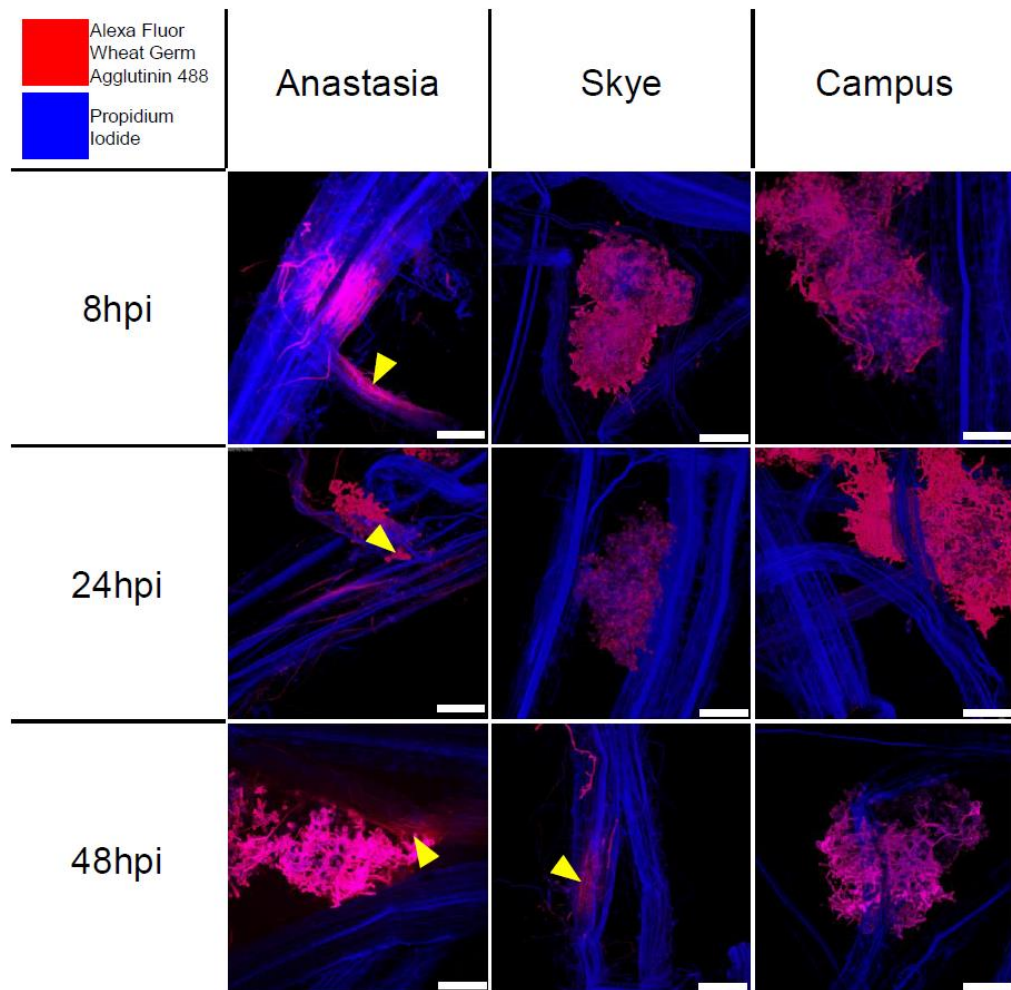 Alexa Fluor
Wheat Germ
Agglutinin 488
Propidium
Iodide
Anastasia
Skye
Campus
8hpi
24hpi
48hpi